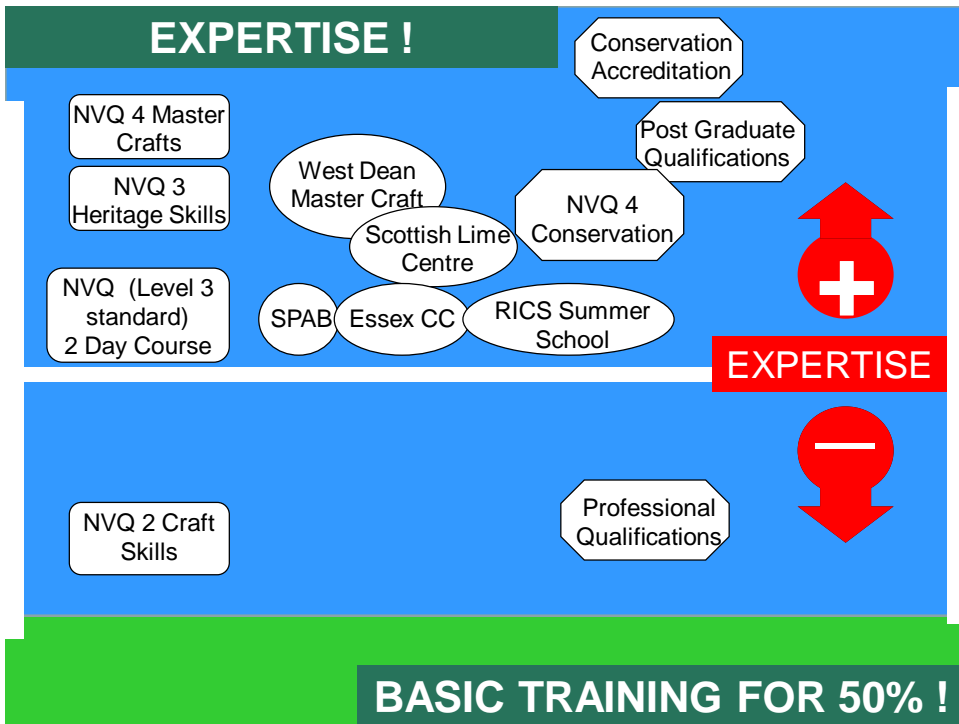 EXPERTISE !
Conservation
Accreditation
NVQ 4 Master
Crafts
Post Graduate
Qualifications
NVQ 3
Heritage Skills
West Dean
Master Craft
NVQ 4
Conservation
Scottish Lime
Centre
NVQ (Level 3
standard)
2 Day Course
SPAB
Essex CC
RICS Summer
School
+
EXPERTISE
—
NVQ 2 Craft
Skills
Professional
Qualifications
BASIC TRAINING FOR 50% !